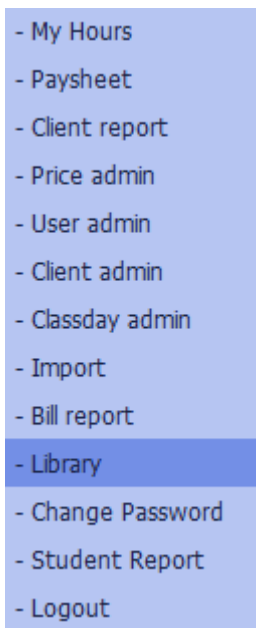 - My Hours
- Paysheet
- Client report
- Price admin
- User admin
- Client admin
- Classday admin
- Import
- Bill report
- Library
- Change Password
- Student Report
- Logout